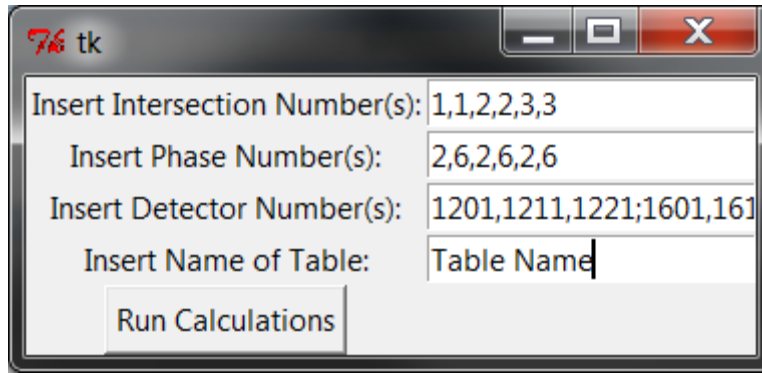 tk
Insert Intersection Number(s): 1,1,2,2,3,3
Insert Phase Number(s): 2,6,2,6,2,6
Insert Detector Number(s): 1201,1211,1221;1601,161
Insert Name of Table: Table Name
Run Calculations